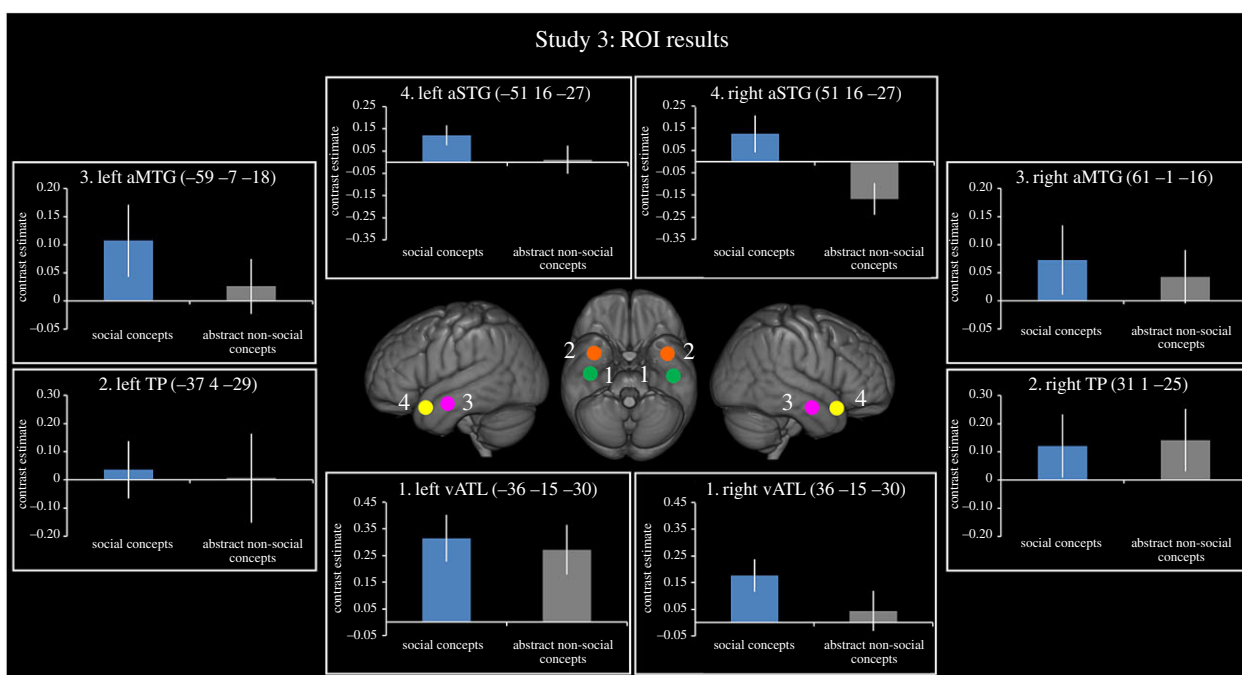 Study 3: ROI results
4. left aSTG (–51 16 –27)
contrast estimate
0.25
0.15
0.05
–0.05
–0.15
–0.25
–0.35
social concepts
abstract non-social
concepts
4. right aSTG (51 16 –27)
contrast estimate
0.25
0.15
0.05
–0.05
–0.15
–0.25
–0.35
social concepts
abstract non-social
concepts
3. left aMTG (–59 –7 –18)
contrast estimate
0.20
0.15
0.10
0.05
0
–0.05
social concepts
abstract non-social
concepts
3. right aMTG (61 –1 –16)
contrast estimate
0.20
0.15
0.10
0.05
0
–0.05
social concepts
abstract non-social
concepts
2. left TP (–37 4 –29)
contrast estimate
0.30
0.20
0.10
0
–0.10
–0.20
social concepts
abstract non-social
concepts
4
3
2
2
1
1
3
4
2. right TP (31 1 –25)
contrast estimate
0.30
0.20
0.10
0
–0.10
–0.20
social concepts
abstract non-social
concepts
1. left vATL (–36 –15 –30)
contrast estimate
0.45
0.35
0.25
0.15
0.05
–0.05
social concepts
abstract non-social
concepts
1. right vATL (36 –15 –30)
contrast estimate
0.45
0.35
0.25
0.15
0.05
–0.05
social concepts
abstract non-social
concepts